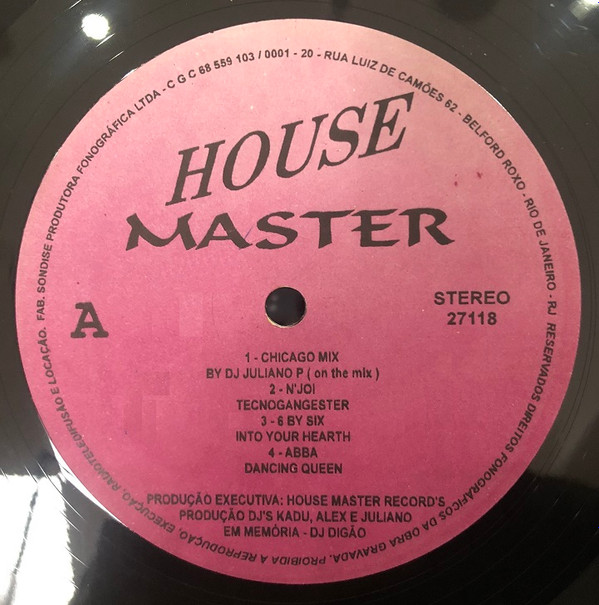 FAB. SONDISE PRODUTORA FONOGRÁFICA LTDA - C G C 68 559 103 / 0001 - 20 - RUA LUIZ DE CAMÕES 62 - BELFORD ROXO - RIO DE JANEIRO - RJ RESERVADOS DIREITOS FONOGRÁFICOS DA OBRA GRAVADA. PROIBIDA A REPRODUÇÃO, EXECUÇÃO, RADIOTELEDIFUSÃO E LOCAÇÃO.
HOUSE
MASTER
A
STEREO
27118
1 - CHICAGO MIX
BY DJ JULIANO P ( on the mix )
2 - N'JOI
TECNOGANGESTER
3 - 6 BY SIX
INTO YOUR HEARTH
4 - ABBA
DANCING QUEEN
PRODUÇÃO EXECUTIVA: HOUSE MASTER RECORD'S
PRODUÇÃO DJ'S KADU, ALEX E JULIANO
EM MEMÓRIA - DJ DIGÃO